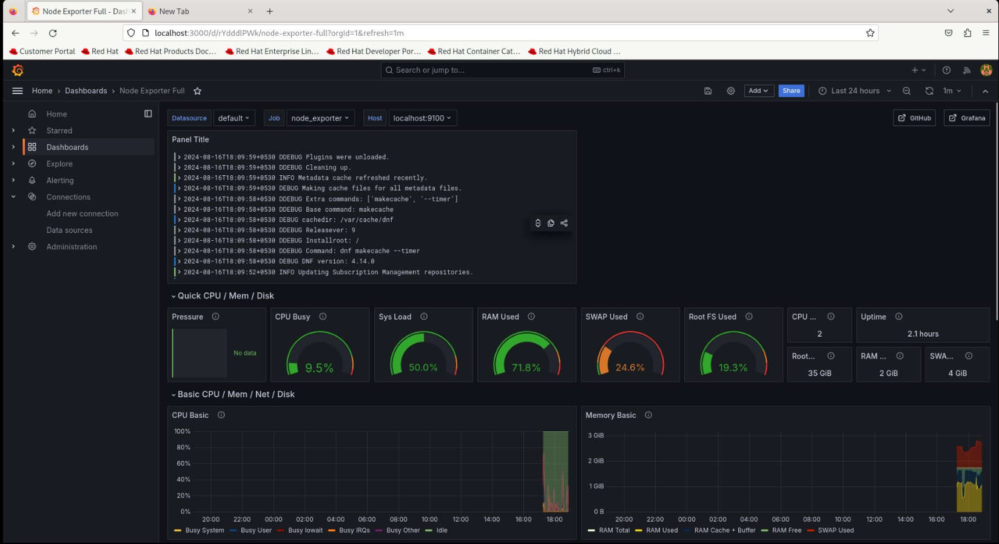 Node Exporter Full - Dash
New Tab
localhost:3000/d/rYdddlPWk/node-exporter-full?orgId=1&refresh=1m
Customer Portal Red Hat Red Hat Products Doc... Red Hat Enterprise Lin... Red Hat Developer Por... Red Hat Container Cat... Red Hat Hybrid Cloud ...
Search or jump to... ctrl+k
Home › Dashboards › Node Exporter Full Add Share Last 24 hours 1m
Home
Starred
Dashboards
Explore
Alerting
Connections
Add new connection
Data sources
Administration
Datasource default Job node_exporter Host localhost:9100 GitHub Grafana
Panel Title
2024-08-16T18:09:59+0530 DDEBUG Plugins were unloaded.
2024-08-16T18:09:59+0530 DDEBUG Cleaning up.
2024-08-16T18:09:59+0530 INFO Metadata cache refreshed recently.
2024-08-16T18:09:59+0530 DEBUG Making cache files for all metadata files.
2024-08-16T18:09:58+0530 DDEBUG Extra commands: ['makecache', '--timer']
2024-08-16T18:09:58+0530 DDEBUG Base command: makecache
2024-08-16T18:09:58+0530 DEBUG cachedir: /var/cache/dnf
2024-08-16T18:09:58+0530 DDEBUG Releasever: 9
2024-08-16T18:09:58+0530 DDEBUG Installroot: /
2024-08-16T18:09:58+0530 DDEBUG Command: dnf makecache --timer
2024-08-16T18:09:58+0530 DEBUG DNF version: 4.14.0
2024-08-16T18:09:52+0530 INFO Updating Subscription Management repositories.
Quick CPU / Mem / Disk
Pressure
No data
CPU Busy
9.5%
Sys Load
50.0%
RAM Used
71.8%
SWAP Used
24.6%
Root FS Used
19.3%
CPU ...
2
Uptime
2.1 hours
Root...
35 GiB
RAM ...
2 GiB
SWA...
4 GiB
Basic CPU / Mem / Net / Disk
CPU Basic
100%
80%
60%
40%
20%
0%
20:00 22:00 00:00 02:00 04:00 06:00 08:00 10:00 12:00 14:00 16:00 18:00
Busy System Busy User Busy Iowait Busy IRQs Busy Other Idle
Memory Basic
3 GiB
2 GiB
1 GiB
0 B
20:00 22:00 00:00 02:00 04:00 06:00 08:00 10:00 12:00 14:00 16:00 18:00
RAM Total RAM Used RAM Cache + Buffer RAM Free SWAP Used